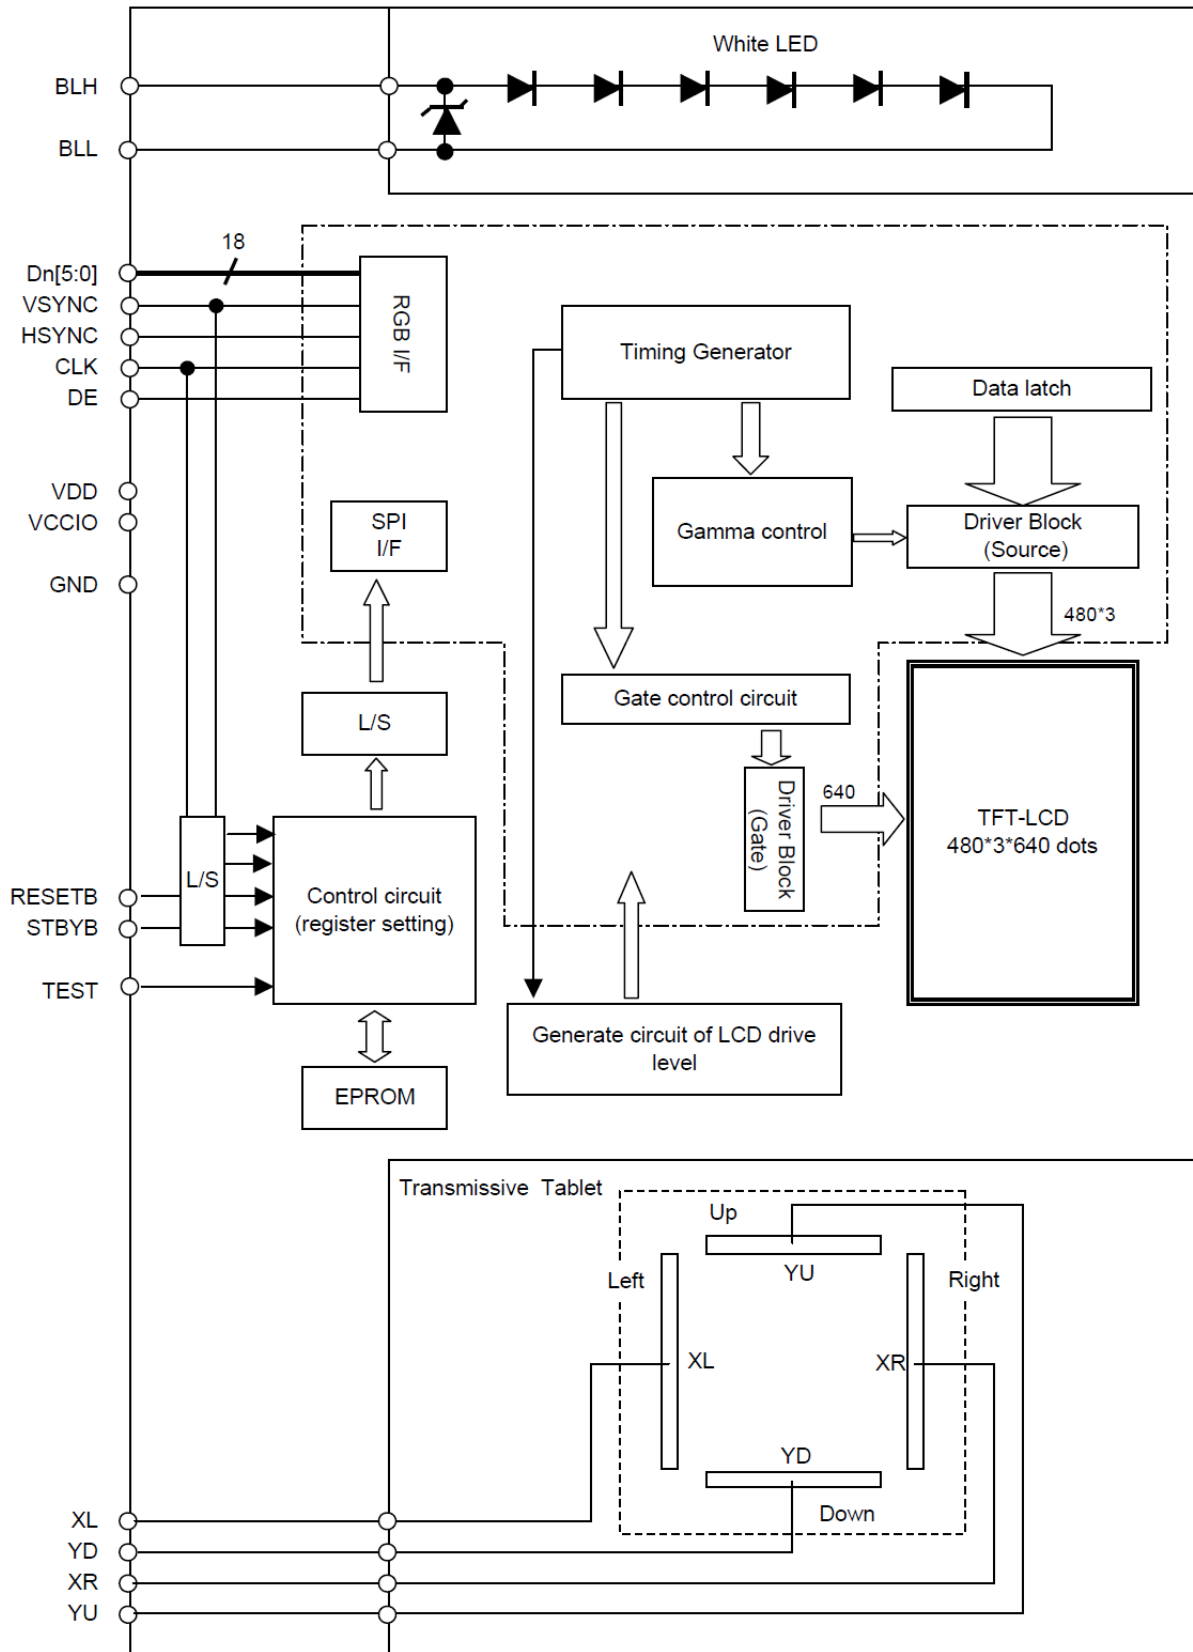 White LED
BLH
BLL
18
Dn[5:0]
VSYNC
HSYNC
CLK
DE
RGB I/F
Timing Generator
Data latch
VDD
VCCIO
GND
SPI
I/F
Gamma control
Driver Block
(Source)
480*3
L/S
Gate control circuit
Driver Block
(Gate)
640
TFT-LCD
480*3*640 dots
L/S
RESETB
STBYB
TEST
Control circuit
(register setting)
Generate circuit of LCD drive
level
EPROM
Transmissive Tablet
Up
YU
Left
Right
XL
XR
YD
Down
XL
YD
XR
YU